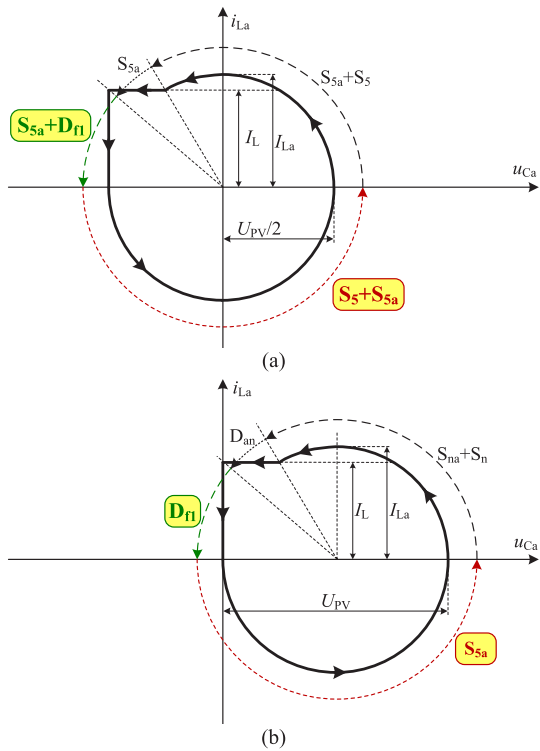 i_La
S_5a
S_5a+S_5
S_5a+D_f1
I_L
I_La
u_Ca
U_PV/2
S_5+S_5a
(a)
i_La
D_an
S_na+S_n
D_f1
I_L
I_La
u_Ca
U_PV
S_5a
(b)